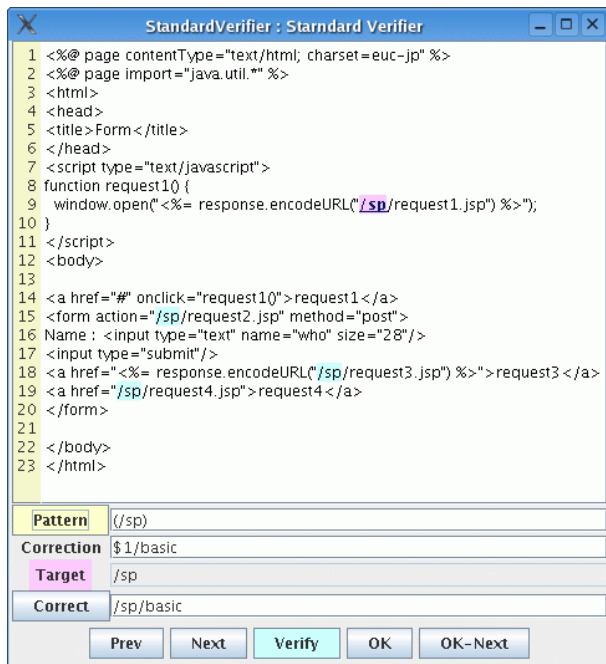 StandardVerifier : Starndard Verifier
1 <%@ page contentType="text/html; charset=euc-jp" %>
2 <%@ page import="java.util.*" %>
3 <html>
4 <head>
5 <title>Form</title>
6 </head>
7 <script type="text/javascript">
8 function request1() {
9 window.open("<%= response.encodeURL("/sp/request1.jsp") %>");
10 }
11 </script>
12 <body>
13
14 <a href="#" onclick="request1()">request1</a>
15 <form action="/sp/request2.jsp" method="post">
16 Name : <input type="text" name="who" size="28"/>
17 <input type="submit"/>
18 <a href="<%= response.encodeURL("/sp/request3.jsp") %>">request3</a>
19 <a href="/sp/request4.jsp">request4</a>
20 </form>
21
22 </body>
23 </html>
Pattern (/sp)
Correction $1/basic
Target /sp
Correct /sp/basic
Prev Next Verify OK OK-Next